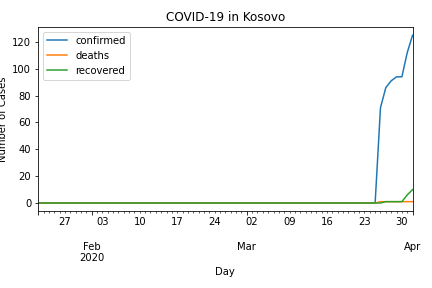 COVID-19 in Kosovo
confirmed
deaths
recovered
120
100
80
60
40
20
0
Number of Cases
27 03 10 17 24 02 09 16 23 30
Feb Mar Apr
2020
Day